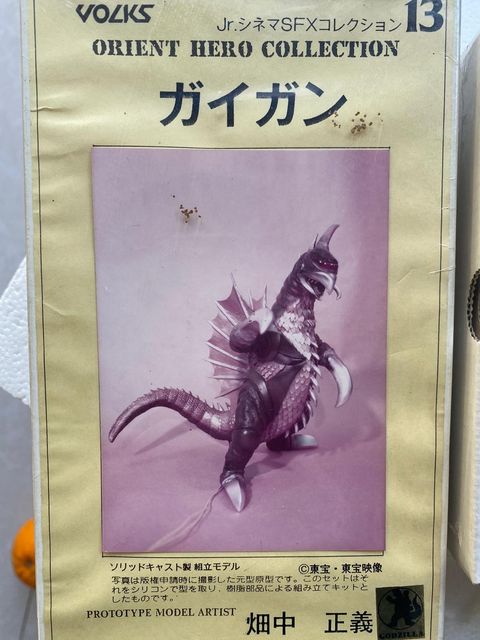 VOLKS
Jr.シネマSFXコレクション13
ORIENT HERO COLLECTION
ガイガン
ソリッドキャスト製 組立モデル
©東宝・東宝映像
写真は版権申請時に撮影した元型原型です。このセットはそ
れをシリコンで型を取り、樹脂部品による組み立てキットと
したものです。
PROTOTYPE MODEL ARTIST
畑中 正義
GODZILLA